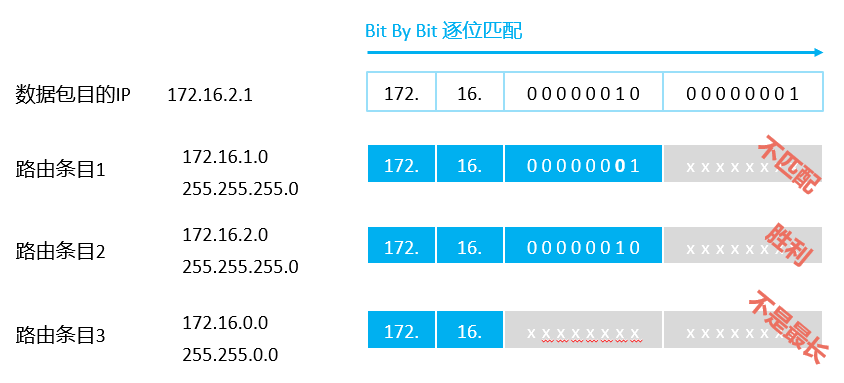 Bit By Bit 逐位匹配
数据包目的IP 172.16.2.1 172. 16. 0 0 0 0 0 0 1 0 0 0 0 0 0 0 0 1
路由条目1
172.16.1.0
255.255.255.0
172. 16. 0 0 0 0 0 0 0 1 x x x x x x x
不匹配
路由条目2
172.16.2.0
255.255.255.0
172. 16. 0 0 0 0 0 0 1 0 x x x x x x x
胜利
路由条目3
172.16.0.0
255.255.0.0
172. 16. x x x x x x x x x x x x x x x
不是最长